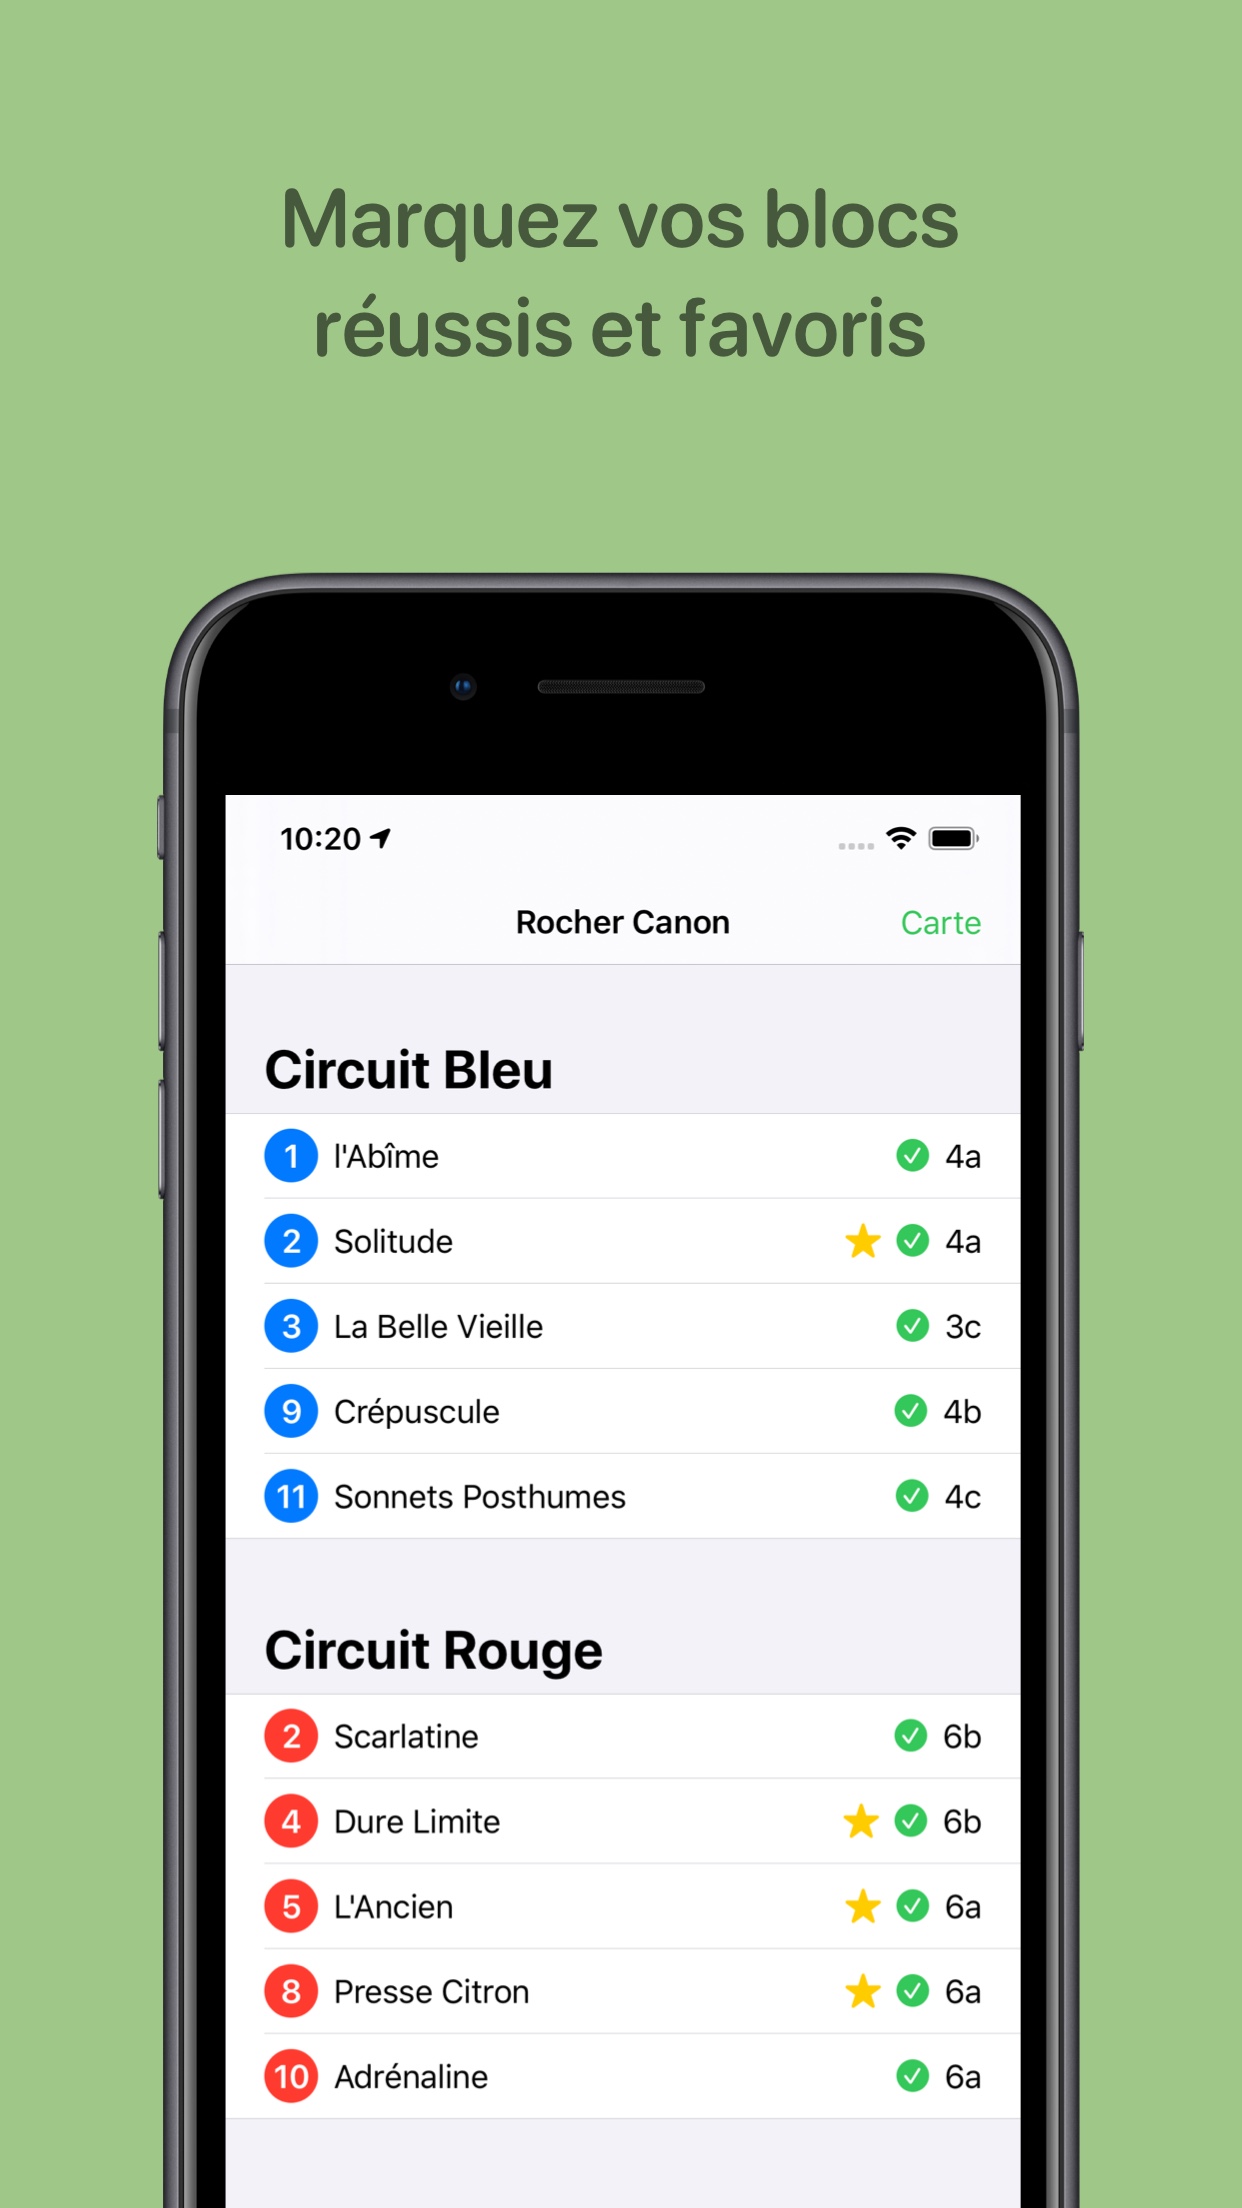 Marquez vos blocs
réussis et favoris
10:20
Rocher Canon
Carte
Circuit Bleu
1 l'Abîme 4a
2 Solitude 4a
3 La Belle Vieille 3c
9 Crépuscule 4b
11 Sonnets Posthumes 4c
Circuit Rouge
2 Scarlatine 6b
4 Dure Limite 6b
5 L'Ancien 6a
8 Presse Citron 6a
10 Adrénaline 6a